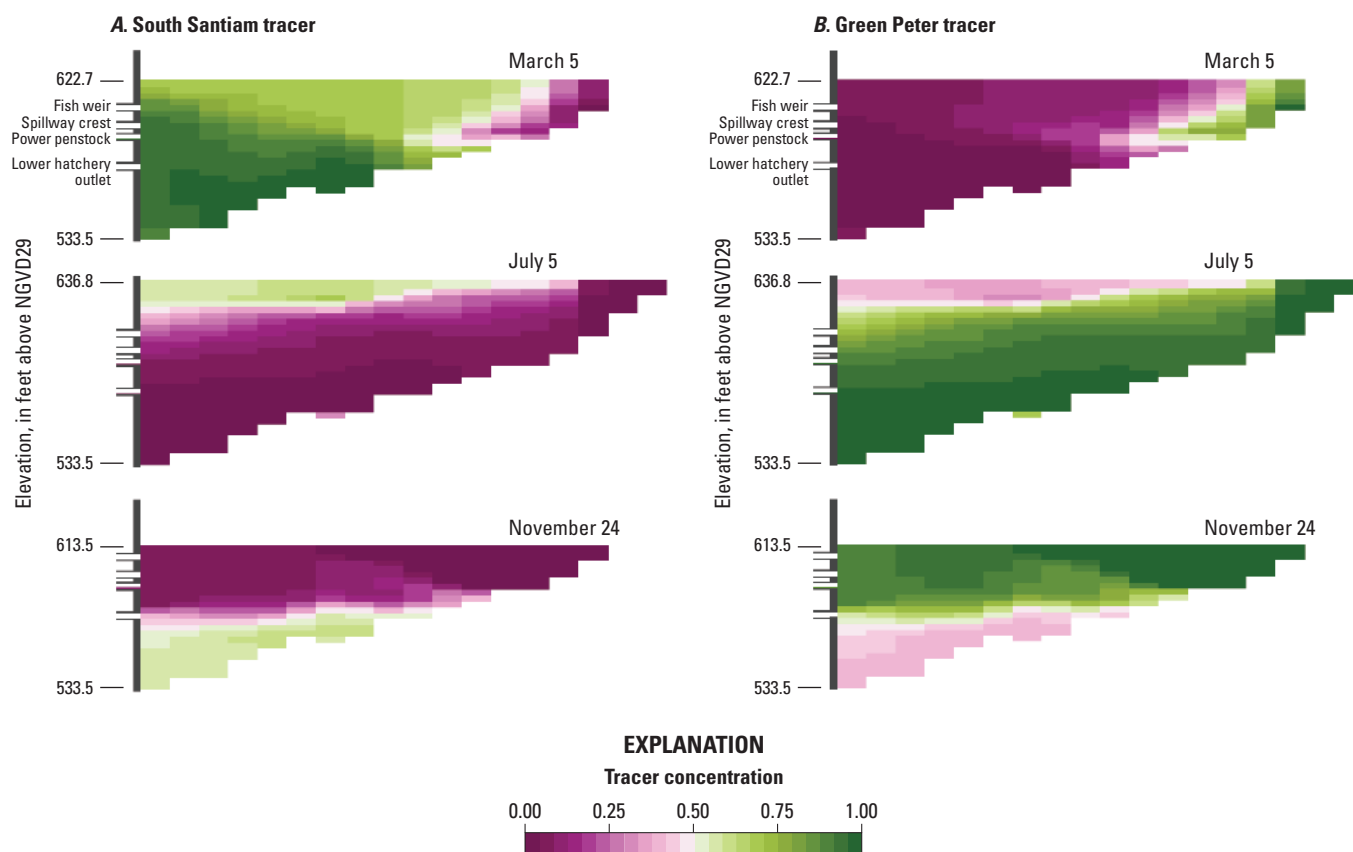 A. South Santiam tracer
March 5
622.7
Fish weir
Spillway crest
Power penstock
Lower hatchery
outlet
533.5
July 5
636.8
533.5
November 24
613.5
533.5
Elevation, in feet above NGVD29
B. Green Peter tracer
March 5
622.7
Fish weir
Spillway crest
Power penstock
Lower hatchery
outlet
533.5
July 5
636.8
533.5
November 24
613.5
533.5
Elevation, in feet above NGVD29
EXPLANATION
Tracer concentration
0.00 0.25 0.50 0.75 1.00